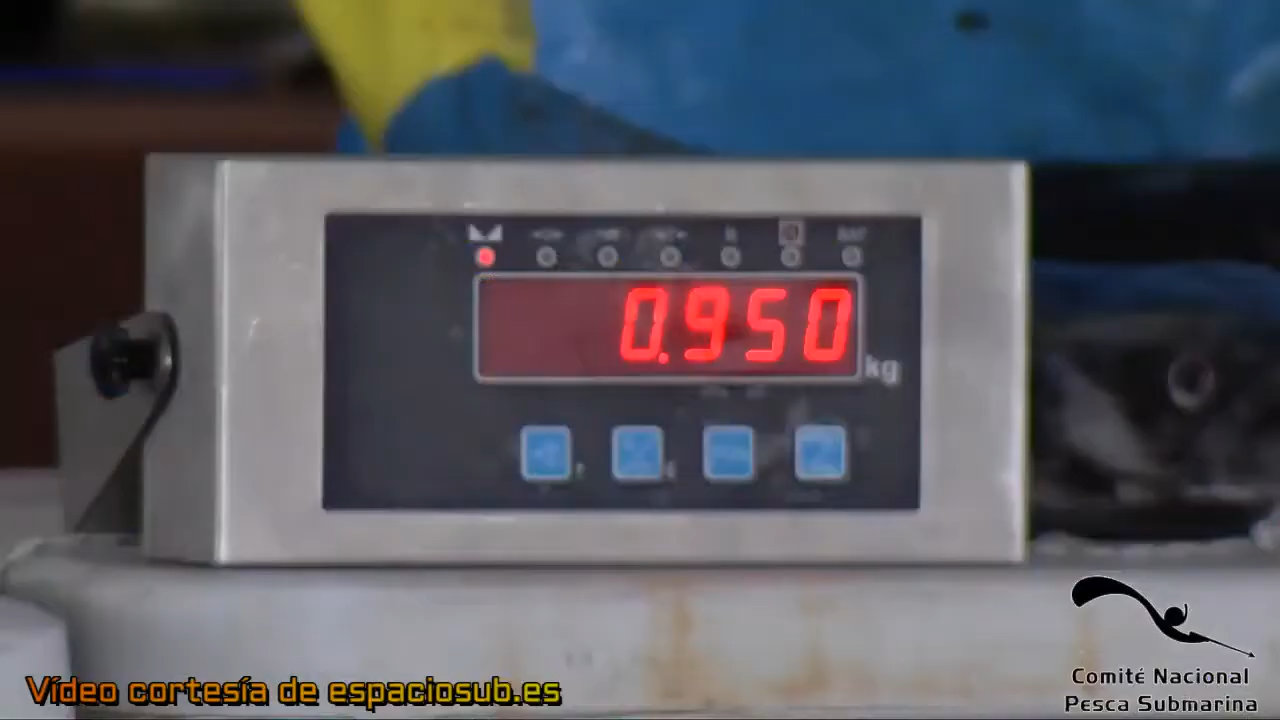 0.950
kg
Vídeo cortesía de espaciosub.es
Comité Nacional
Pesca Submarina